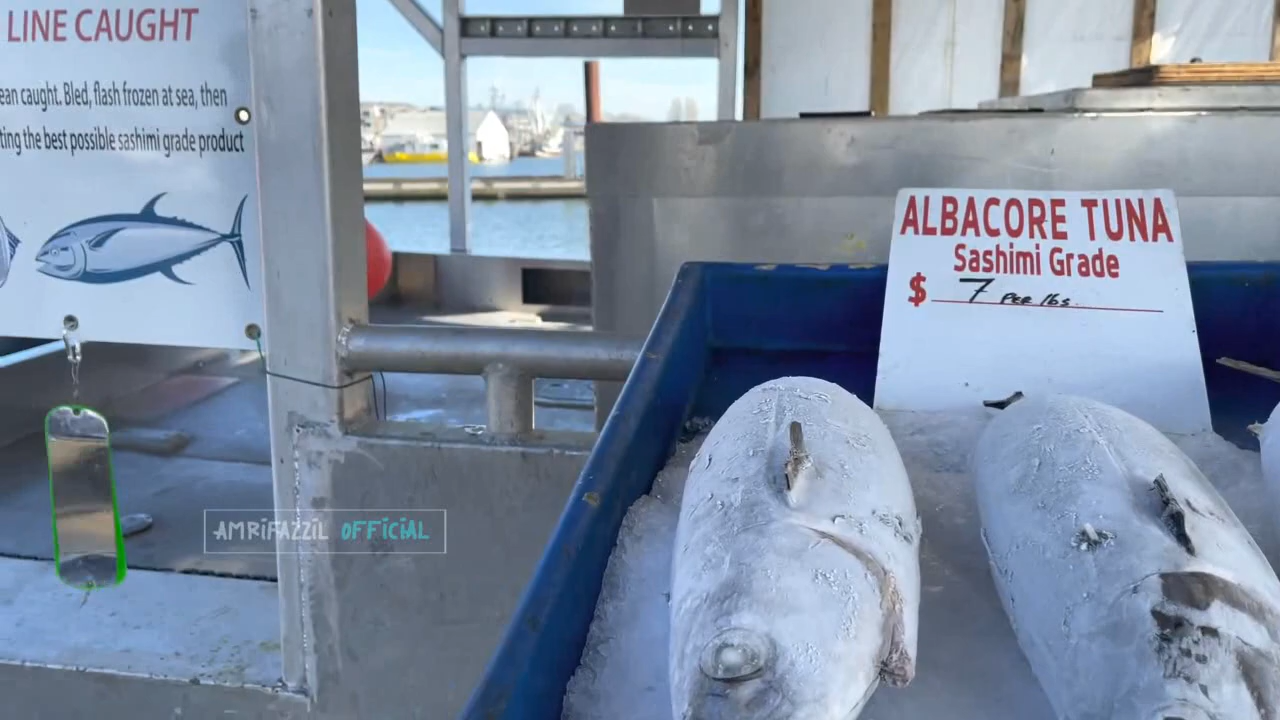 LINE CAUGHT
ean caught. Bled, flash frozen at sea, then
ting the best possible sashimi grade product
ALBACORE TUNA
Sashimi Grade
$ 7 PER lbs.
AMRIFAZZIL OFFICIAL